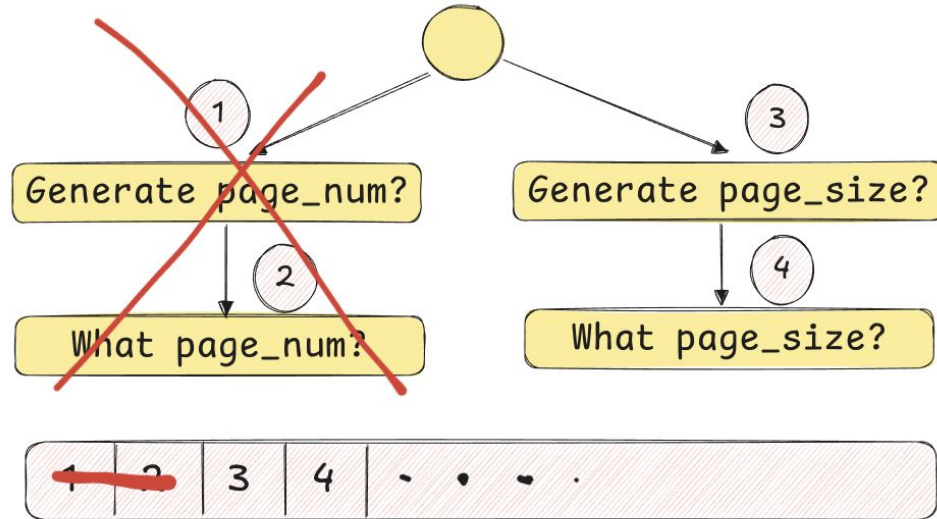 1
3
Generate page_num?
Generate page_size?
2
4
What page_num?
What page_size?
1 2 3 4